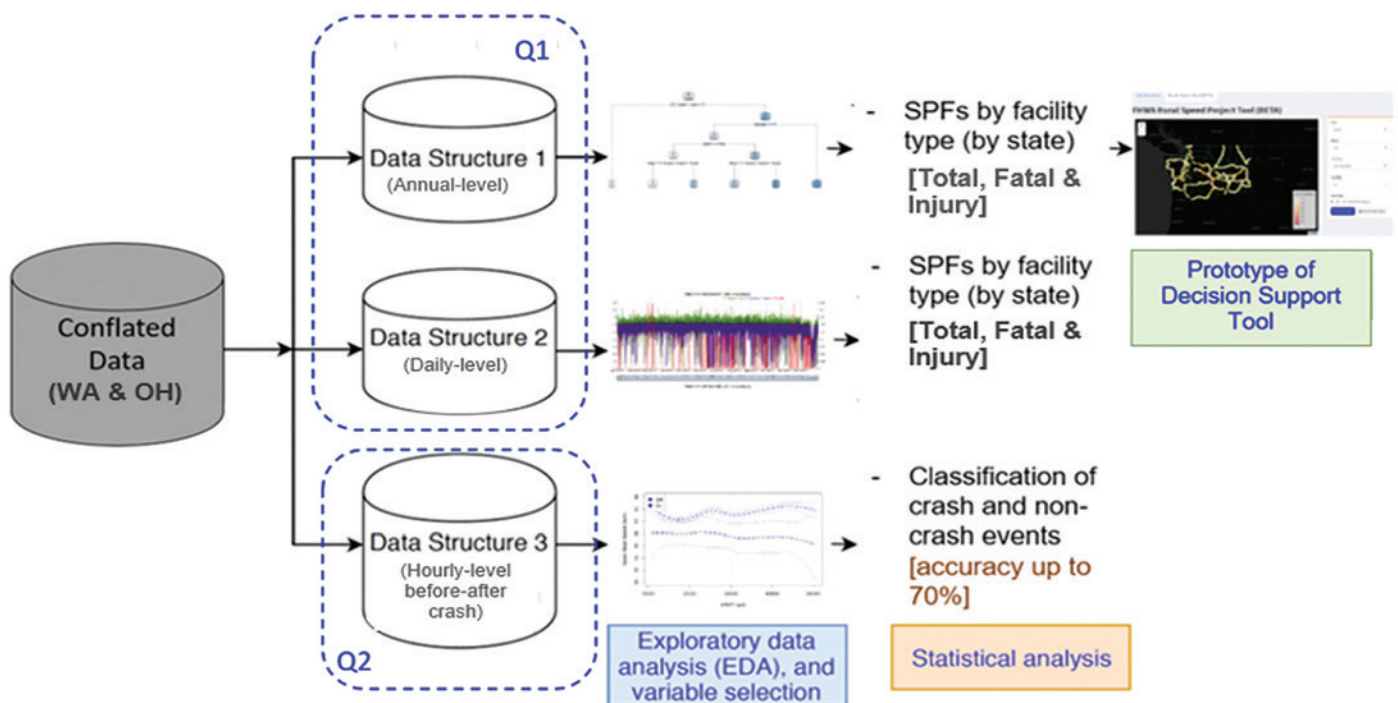 Conflated
Data
(WA & OH)
Q1
Data Structure 1
(Annual-level)
Data Structure 2
(Daily-level)
Data Structure 3
(Hourly-level
before-after
crash)
Q2
Exploratory data
analysis (EDA), and
variable selection
- SPFs by facility
type (by state)
[Total, Fatal &
Injury]
- SPFs by facility
type (by state)
[Total, Fatal &
Injury]
- Classification of
crash and non-
crash events
[accuracy up to
70%]
Statistical analysis
Rural Speed Project Tool (BETA)
Prototype of
Decision Support
Tool